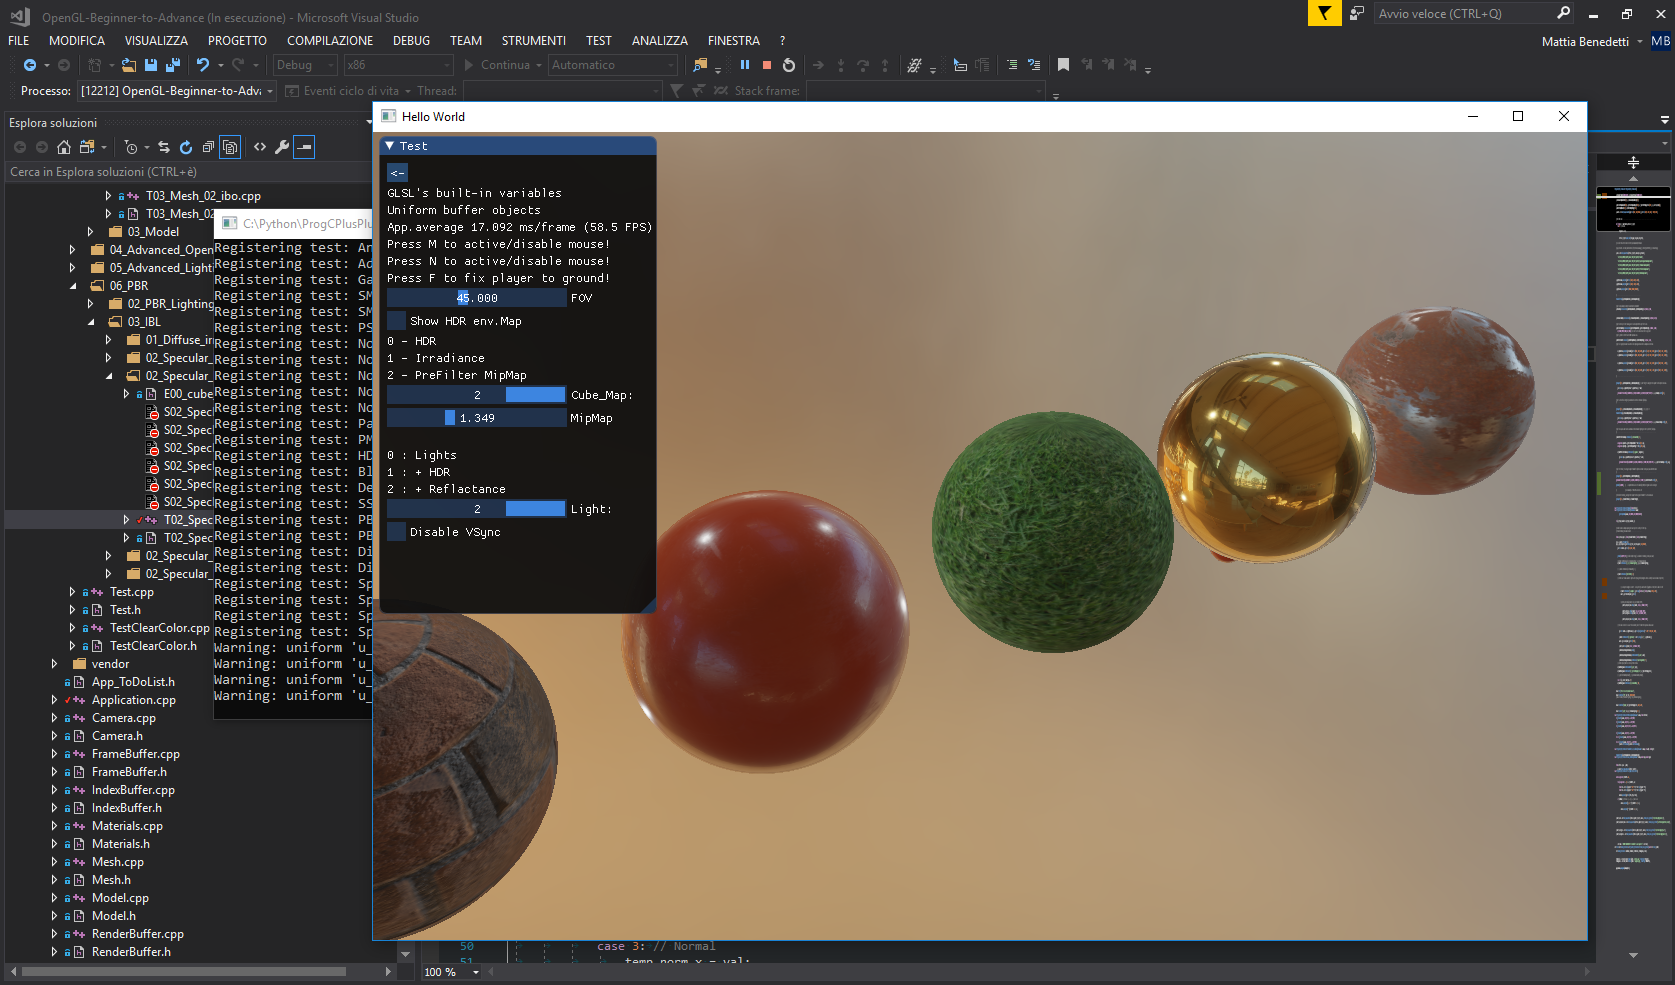 OpenGL-Beginner-to-Advance (In esecuzione) - Microsoft Visual Studio
Avvio veloce (CTRL+Q)
FILE MODIFICA VISUALIZZA PROGETTO COMPILAZIONE DEBUG TEAM STRUMENTI TEST ANALIZZA FINESTRA ?
Mattia Benedetti MB
Debug x86 Continua Automatico
Processo: [12212] OpenGL-Beginner-to-Adva Eventi ciclo di vita Thread: Stack frame:
Esplora soluzioni
Cerca in Esplora soluzioni (CTRL+è)
T03_Mesh_02_ibo.cpp
T03_Mesh_02
03_Model
04_Advanced_Open
05_Advanced_Lighti
06_PBR
02_PBR_Lighting
03_IBL
01_Diffuse_irr
02_Specular_
02_Specular_
E00_cube
S02_Spec
S02_Spec
S02_Spec
S02_Spec
S02_Spec
S02_Spec
T02_Spec
T02_Spec
02_Specular_
02_Specular_
Test.cpp
Test.h
TestClearColor.cpp
TestClearColor.h
vendor
App_ToDoList.h
Application.cpp
Camera.cpp
Camera.h
FrameBuffer.cpp
FrameBuffer.h
IndexBuffer.cpp
IndexBuffer.h
Materials.cpp
Materials.h
Mesh.cpp
Mesh.h
Model.cpp
Model.h
RenderBuffer.cpp
RenderBuffer.h
C:\Python\ProgCPlusPlu
Registering test: An
Registering test: Ad
Registering test: Ga
Registering test: SM
Registering test: SM
Registering test: PS
Registering test: No
Registering test: No
Registering test: No
Registering test: No
Registering test: No
Registering test: Pa
Registering test: PM
Registering test: HD
Registering test: Bl
Registering test: De
Registering test: SS
Registering test: PB
Registering test: PB
Registering test: Di
Registering test: Di
Registering test: Sp
Registering test: Sp
Registering test: Sp
Registering test: Sp
Warning: uniform 'u_
Warning: uniform 'u_
Warning: uniform 'u_
Warning: uniform 'u_
Hello World
Test
<-
GLSL's built-in variables
Uniform buffer objects
App.average 17.092 ms/frame (58.5 FPS)
Press M to active/disable mouse!
Press N to active/disable mouse!
Press F to fix player to ground!
45.000 FOV
Show HDR env.Map
0 - HDR
1 - Irradiance
2 - PreFilter MipMap
2 Cube_Map:
1.349 MipMap
0 : Lights
1 : + HDR
2 : + Reflactance
2 Light:
Disable VSync
50 case 3: // Normal
51 temp.norm.x = val;
100 %